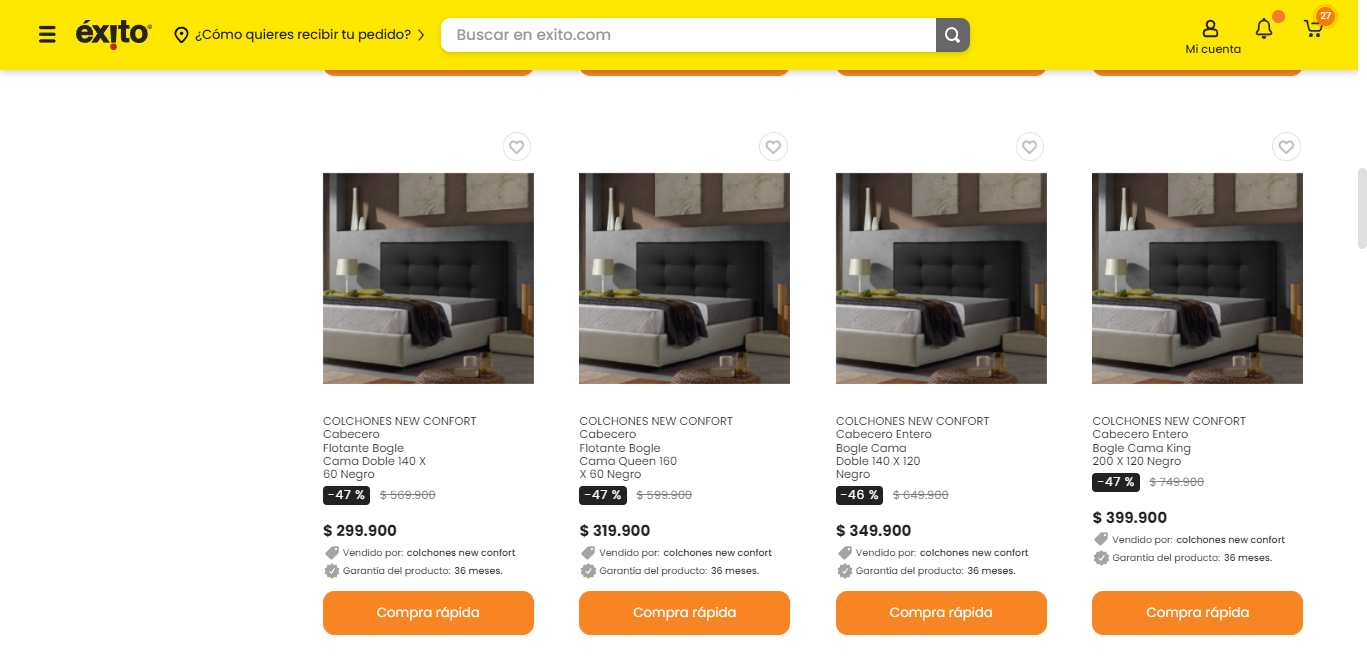 éxito
¿Cómo quieres recibir tu pedido?
Buscar en exito.com
Mi cuenta
27
COLCHONES NEW CONFORT
Cabecero
Flotante Bogle
Cama Doble 140 X
60 Negro
-47 % $ 569.900
$ 299.900
Vendido por: colchones new confort
Garantía del producto: 36 meses.
Compra rápida
COLCHONES NEW CONFORT
Cabecero
Flotante Bogle
Cama Queen 160
X 60 Negro
-47 % $ 599.900
$ 319.900
Vendido por: colchones new confort
Garantía del producto: 36 meses.
Compra rápida
COLCHONES NEW CONFORT
Cabecero Entero
Bogle Cama
Doble 140 X 120
Negro
-46 % $ 649.900
$ 349.900
Vendido por: colchones new confort
Garantía del producto: 36 meses.
Compra rápida
COLCHONES NEW CONFORT
Cabecero Entero
Bogle Cama King
200 X 120 Negro
-47 % $ 749.900
$ 399.900
Vendido por: colchones new confort
Garantía del producto: 36 meses.
Compra rápida